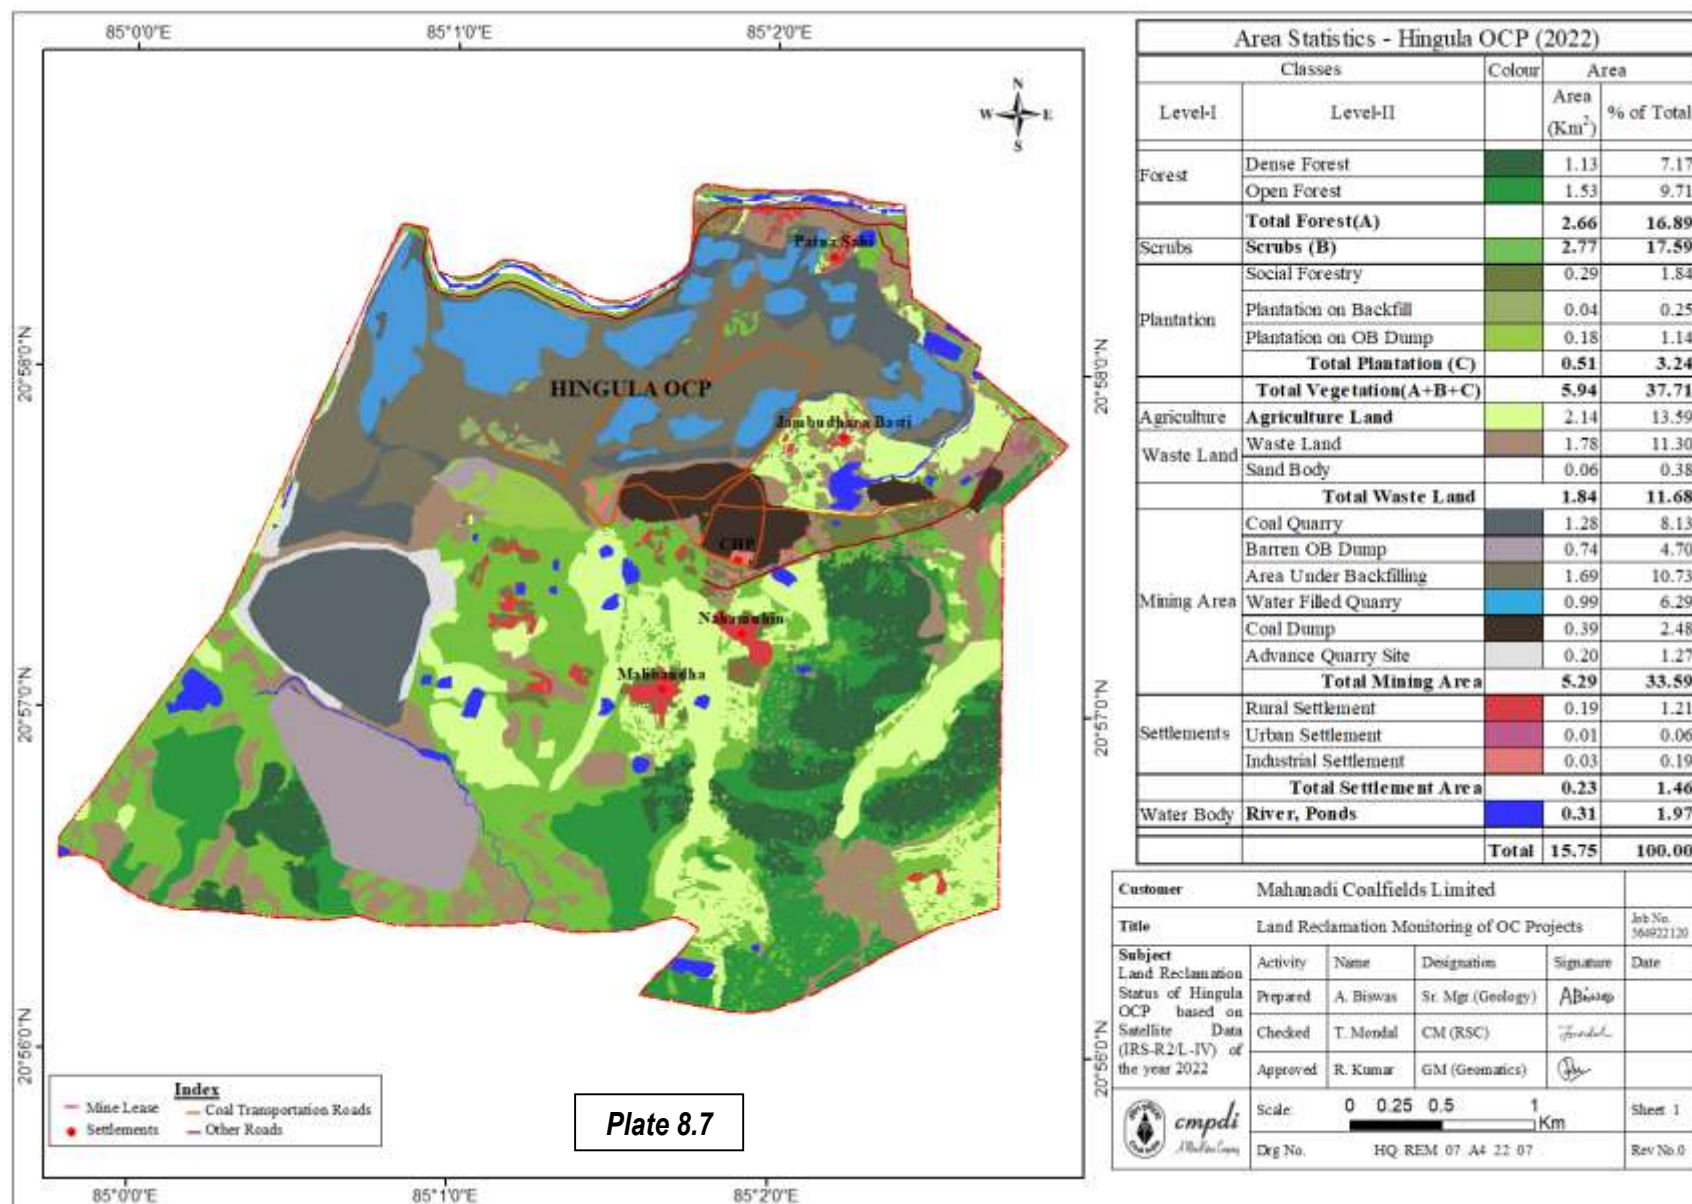 85°0'0"E 85°1'0"E 85°2'0"E
N
W E
S
20°58'0"N 20°58'0"N
20°57'0"N 20°57'0"N
20°56'0"N 20°56'0"N
Paina Sahi
HINGULA OCP
Jambudhara Basti
CHP
Nakamuhin
Malibandha
Index
Mine Lease Coal Transportation Roads
Settlements Other Roads
Plate 8.7
85°0'0"E 85°1'0"E 85°2'0"E
Area Statistics - Hingula OCP (2022)
Classes Colour Area
Level-I Level-II Area (Km²) % of Total
Forest
Dense Forest 1.13 7.17
Open Forest 1.53 9.71
Total Forest(A) 2.66 16.89
Scrubs Scrubs (B) 2.77 17.59
Plantation
Social Forestry 0.29 1.84
Plantation on Backfill 0.04 0.25
Plantation on OB Dump 0.18 1.14
Total Plantation (C) 0.51 3.24
Total Vegetation(A+B+C) 5.94 37.71
Agriculture Agriculture Land 2.14 13.59
Waste Land
Waste Land 1.78 11.30
Sand Body 0.06 0.38
Total Waste Land 1.84 11.68
Mining Area
Coal Quarry 1.28 8.13
Barren OB Dump 0.74 4.70
Area Under Backfilling 1.69 10.73
Water Filled Quarry 0.99 6.29
Coal Dump 0.39 2.48
Advance Quarry Site 0.20 1.27
Total Mining Area 5.29 33.59
Settlements
Rural Settlement 0.19 1.21
Urban Settlement 0.01 0.06
Industrial Settlement 0.03 0.19
Total Settlement Area 0.23 1.46
Water Body River, Ponds 0.31 1.97
Total 15.75 100.00
Customer Mahanadi Coalfields Limited
Title Land Reclamation Monitoring of OC Projects Job No. 564922120
Subject
Land Reclamation
Status of Hingula
OCP based on
Satellite Data
(IRS-R2/L-IV) of
the year 2022
Activity Name Designation Signature Date
Prepared A. Biswas Sr. Mgr.(Geology) ABiswas
Checked T. Mondal CM (RSC)
Approved R. Kumar GM (Geomatics)
cmpdi
Scale: 0 0.25 0.5 1 Km Sheet 1
Drg No. HQ REM 07 A4 22 07 Rev No.0